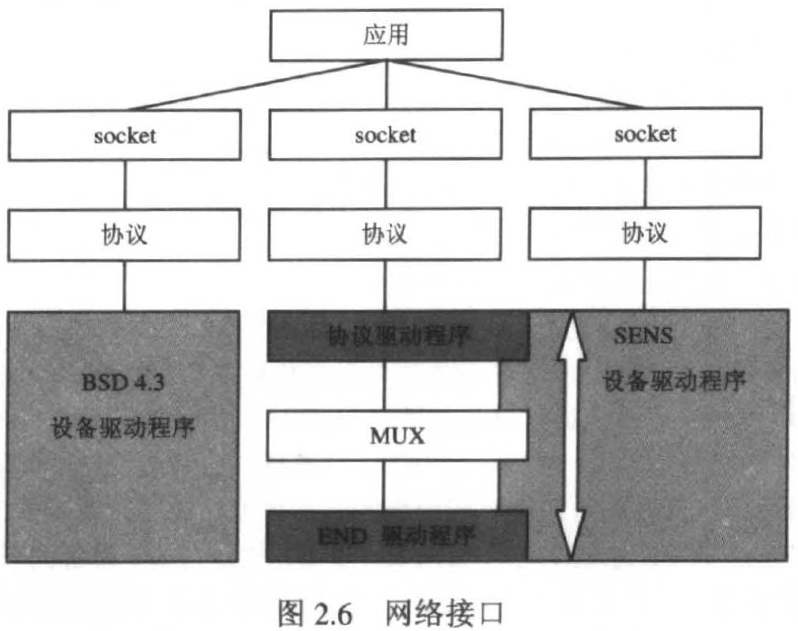 应用
socket socket socket
协议 协议 协议
协议驱动程序 SENS
设备驱动程序
BSD 4.3
设备驱动程序
MUX
END 驱动程序
图 2.6 网络接口